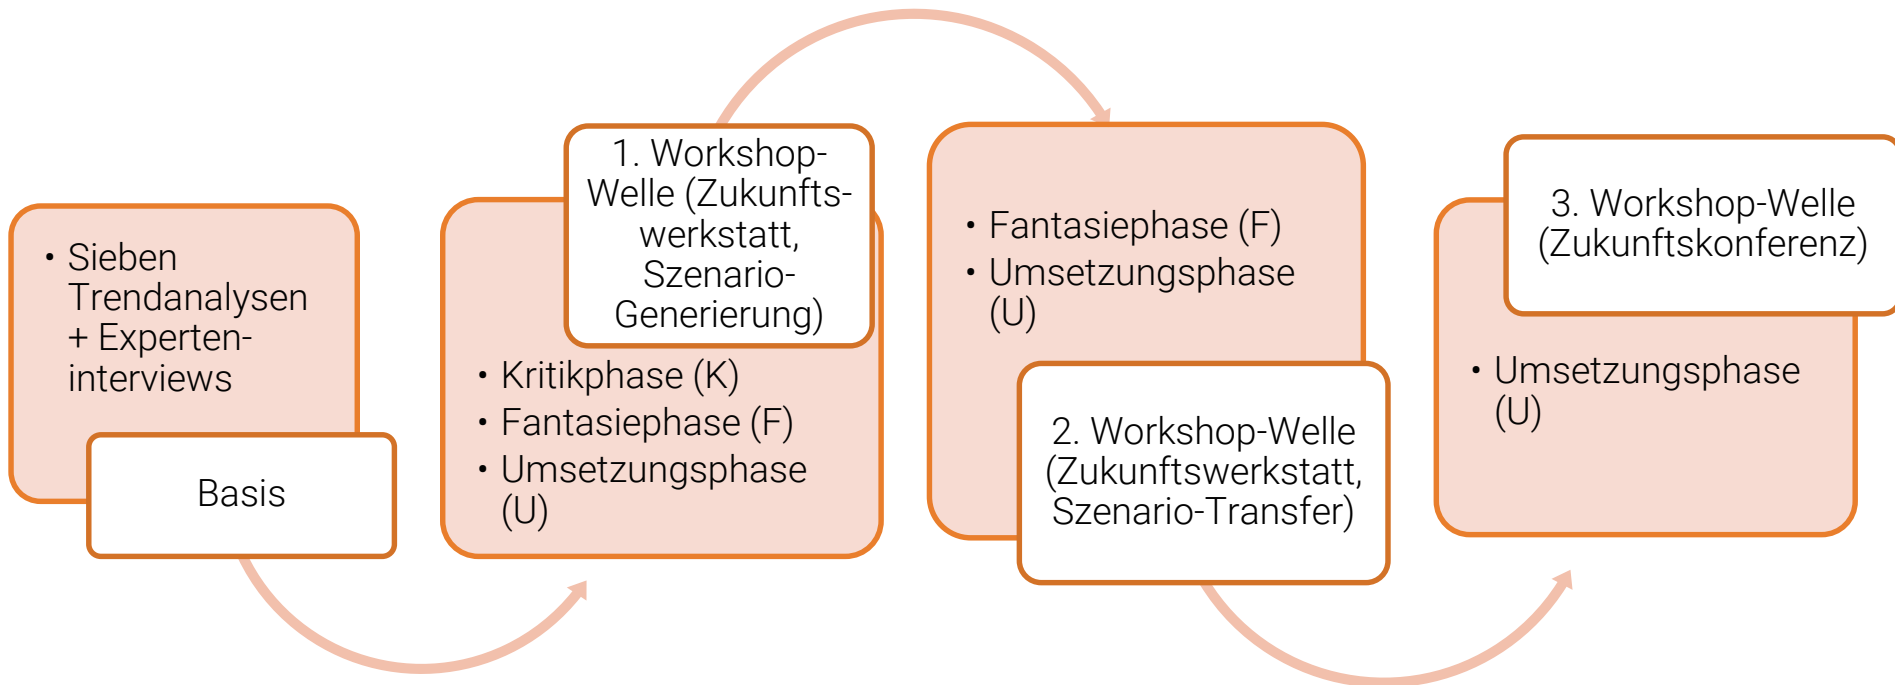 • Sieben
Trendanalysen
+ Experten-
interviews
Basis
1. Workshop-
Welle (Zukunfts-
werkstatt,
Szenario-
Generierung)
• Kritikphase (K)
• Fantasiephase (F)
• Umsetzungsphase
(U)
• Fantasiephase (F)
• Umsetzungsphase
(U)
2. Workshop-Welle
(Zukunftswerkstatt,
Szenario-Transfer)
3. Workshop-Welle
(Zukunftskonferenz)
• Umsetzungsphase
(U)